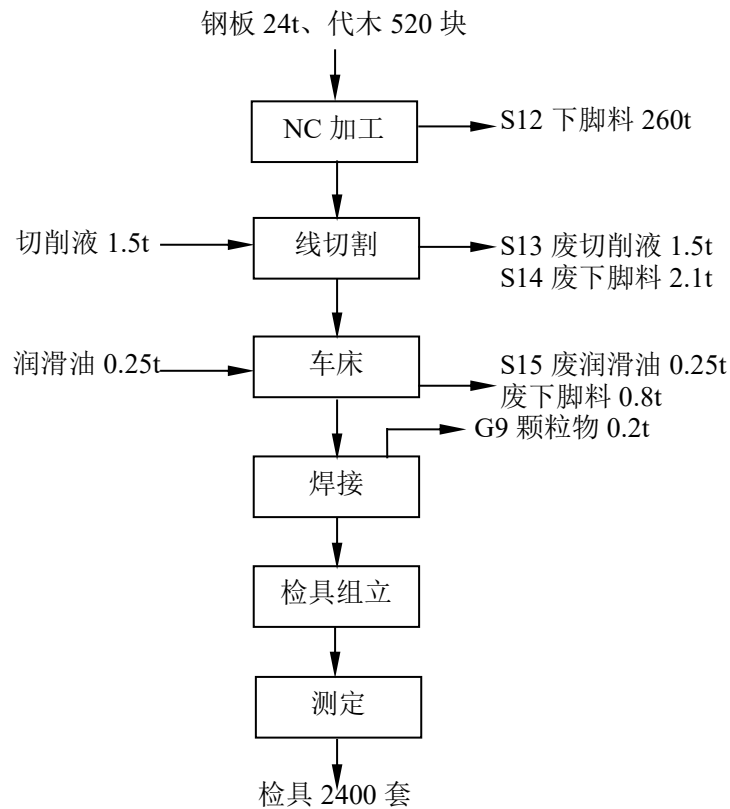 钢板 24t、代木 520 块
NC 加工
S12 下脚料 260t
切削液 1.5t
线切割
S13 废切削液 1.5t
S14 废下脚料 2.1t
润滑油 0.25t
车床
S15 废润滑油 0.25t
废下脚料 0.8t
G9 颗粒物 0.2t
焊接
检具组立
测定
检具 2400 套